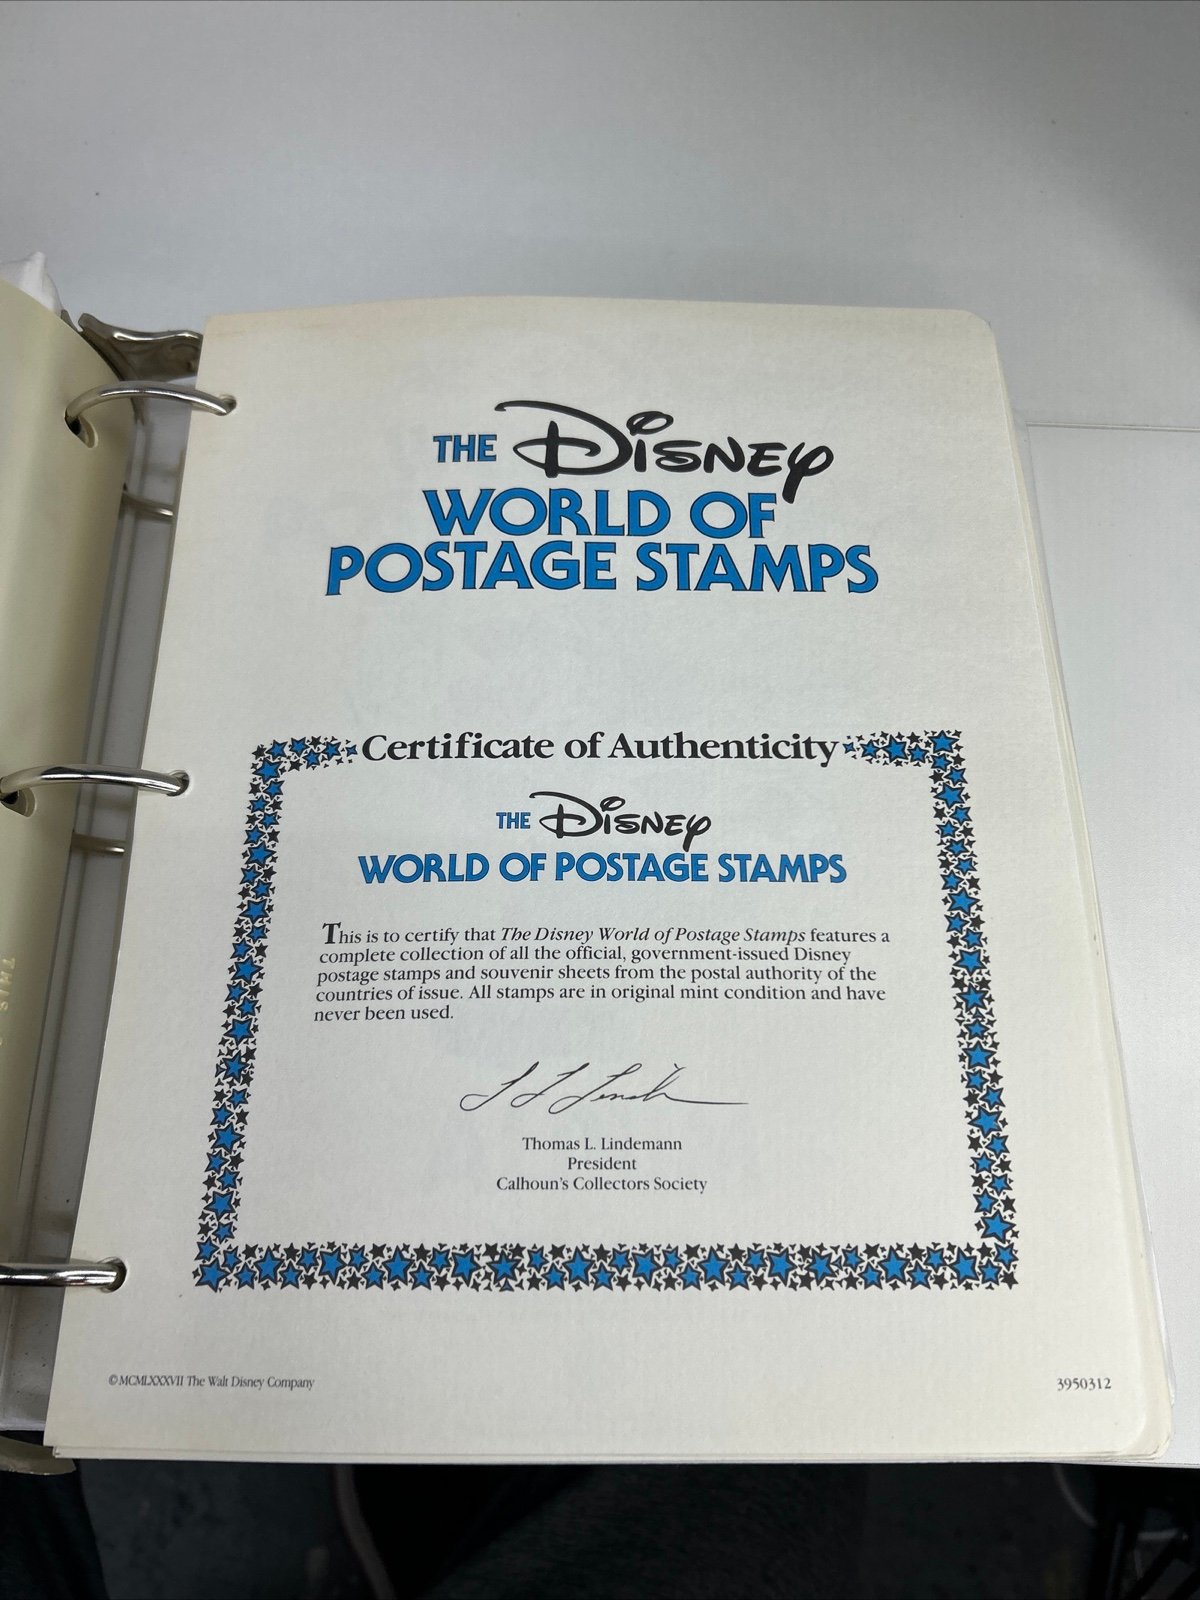 THE Disney
WORLD OF
POSTAGE STAMPS
Certificate of Authenticity
THE Disney
WORLD OF POSTAGE STAMPS
This is to certify that The Disney World of Postage Stamps features a
complete collection of all the official, government-issued Disney
postage stamps and souvenir sheets from the postal authority of the
countries of issue. All stamps are in original mint condition and have
never been used.
Thomas L. Lindemann
President
Calhoun's Collectors Society
© MCMLXXXVII The Walt Disney Company
3950312
THIS